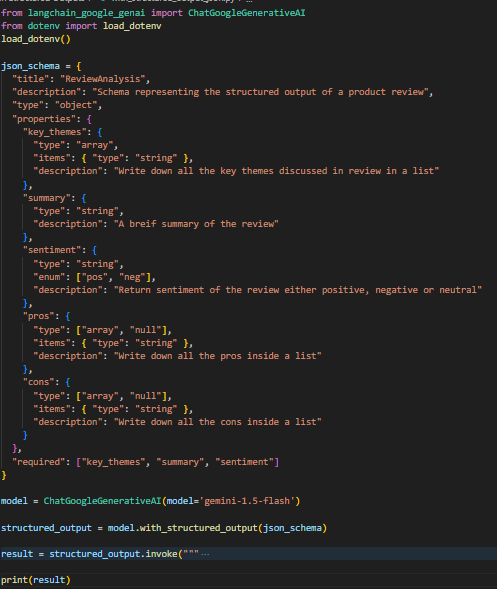 from langchain_google_genai import ChatGoogleGenerativeAI
from dotenv import load_dotenv
load_dotenv()
json_schema = {
"title": "ReviewAnalysis",
"description": "Schema representing the structured output of a product review",
"type": "object",
"properties": {
"key_themes": {
"type": "array",
"items": { "type": "string" },
"description": "Write down all the key themes discussed in review in a list"
},
"summary": {
"type": "string",
"description": "A breif summary of the review"
},
"sentiment": {
"type": "string",
"enum": ["pos", "neg"],
"description": "Return sentiment of the review either positive, negative or neutral"
},
"pros": {
"type": ["array", "null"],
"items": { "type": "string" },
"description": "Write down all the pros inside a list"
},
"cons": {
"type": ["array", "null"],
"items": { "type": "string" },
"description": "Write down all the cons inside a list"
}
},
"required": ["key_themes", "summary", "sentiment"]
}
model = ChatGoogleGenerativeAI(model='gemini-1.5-flash')
structured_output = model.with_structured_output(json_schema)
result = structured_output.invoke("""…
print(result)